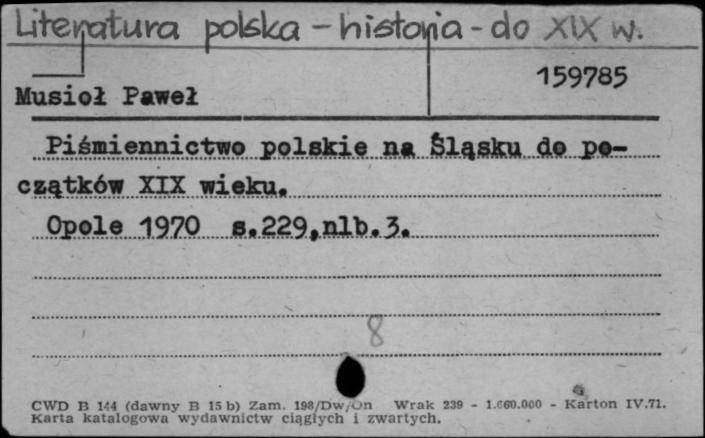 Literatura polska - historia - do XIX w.
159785
Musioł Paweł
Piśmiennictwo polskie na Śląsku do po-
czątków XIX wieku.
Opole 1970 s.229,nlb.3.
8
CWD B 144 (dawny B 15 b) Zam. 198/Dw/On Wrak 239 - 1.660.000 - Karton IV.71.
Karta katalogowa wydawnictw ciągłych i zwartych.